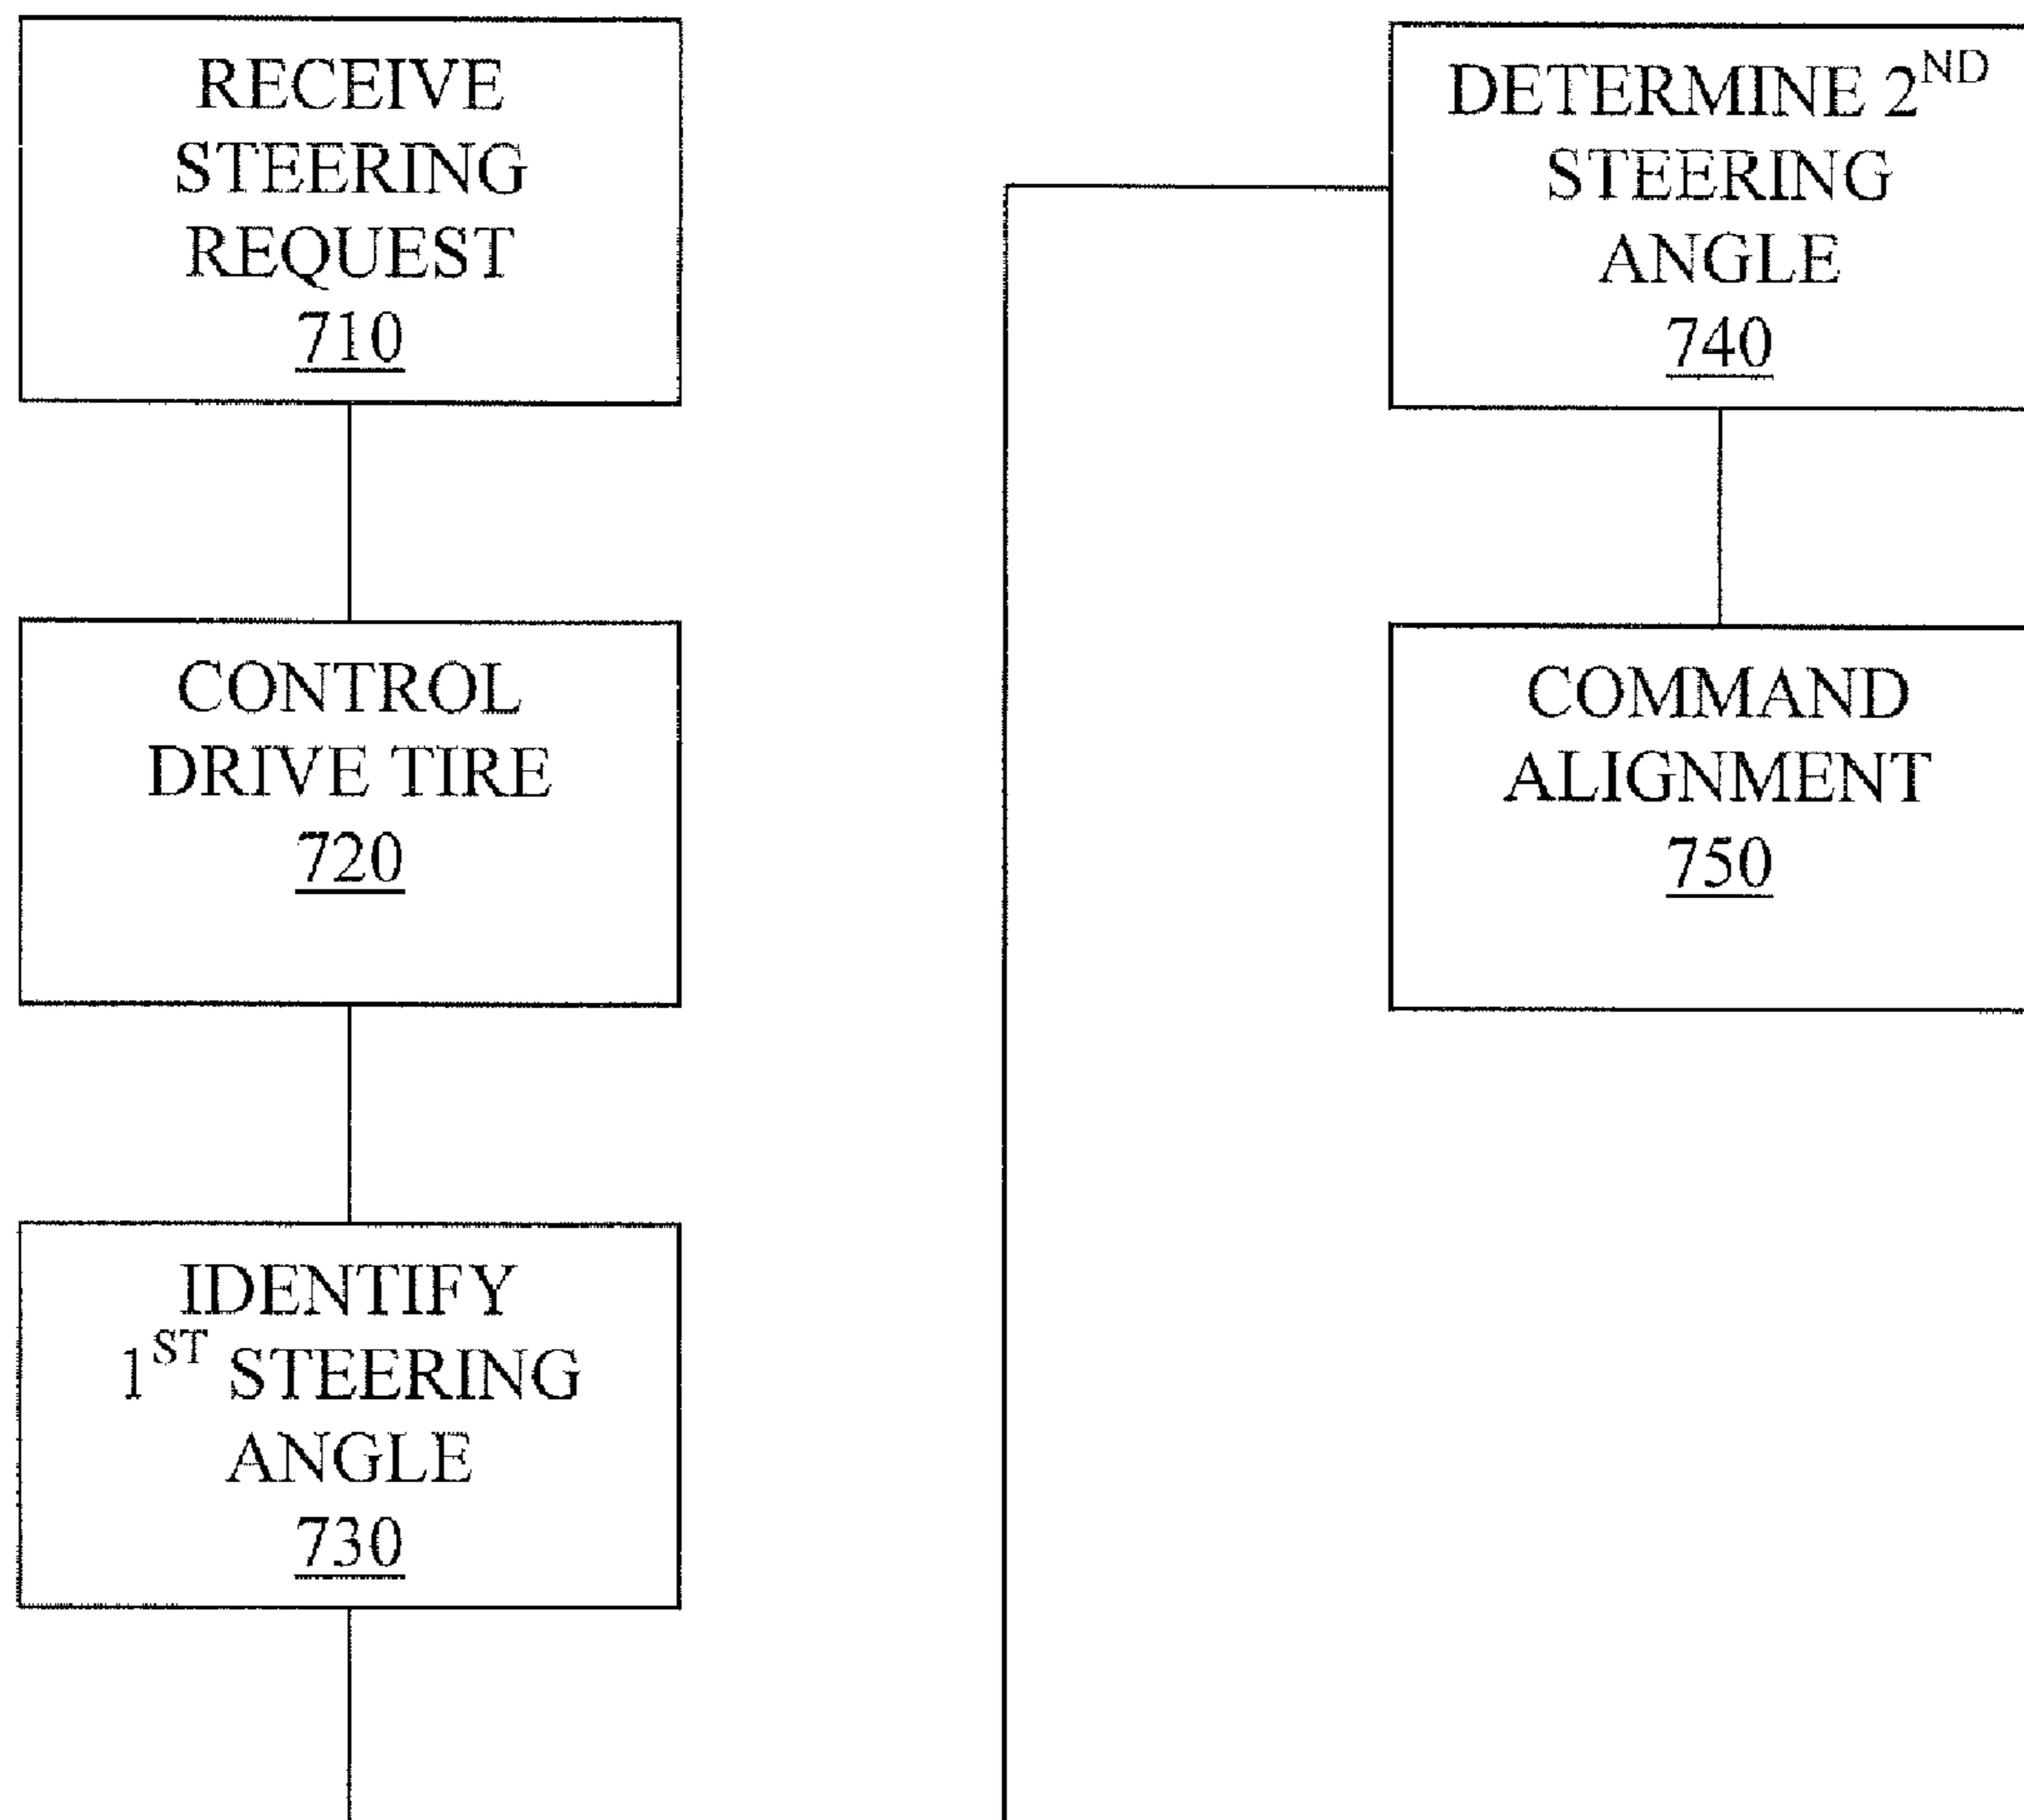 RECEIVE
STEERING
REQUEST
710
CONTROL
DRIVE TIRE
720
IDENTIFY
1ST STEERING
ANGLE
730
DETERMINE 2ND
STEERING
ANGLE
740
COMMAND
ALIGNMENT
750